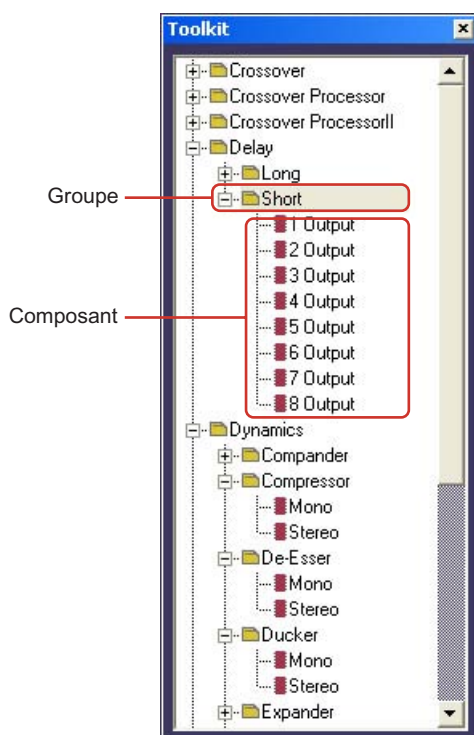 Toolkit
Crossover
Crossover Processor
Crossover ProcessorII
Delay
Long
Groupe
Short
1 Output
2 Output
3 Output
4 Output
Composant
5 Output
6 Output
7 Output
8 Output
Dynamics
Compander
Compressor
Mono
Stereo
De-Esser
Mono
Stereo
Ducker
Mono
Stereo
Expander